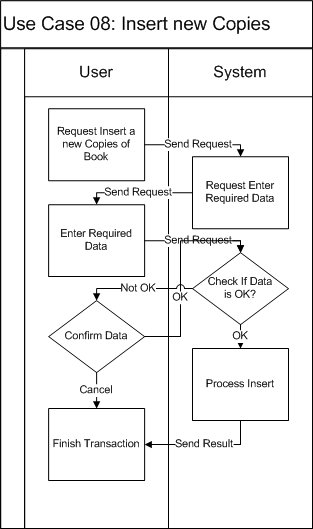 Use Case 08: Insert new Copies
User
System
Request Insert a
new Copies of
Book
Send Request
Request Enter
Required Data
Send Request
Enter Required
Data
Send Request
Check If Data
is OK?
Not OK
OK
Confirm Data
OK
Cancel
Process Insert
Finish Transaction
Send Result